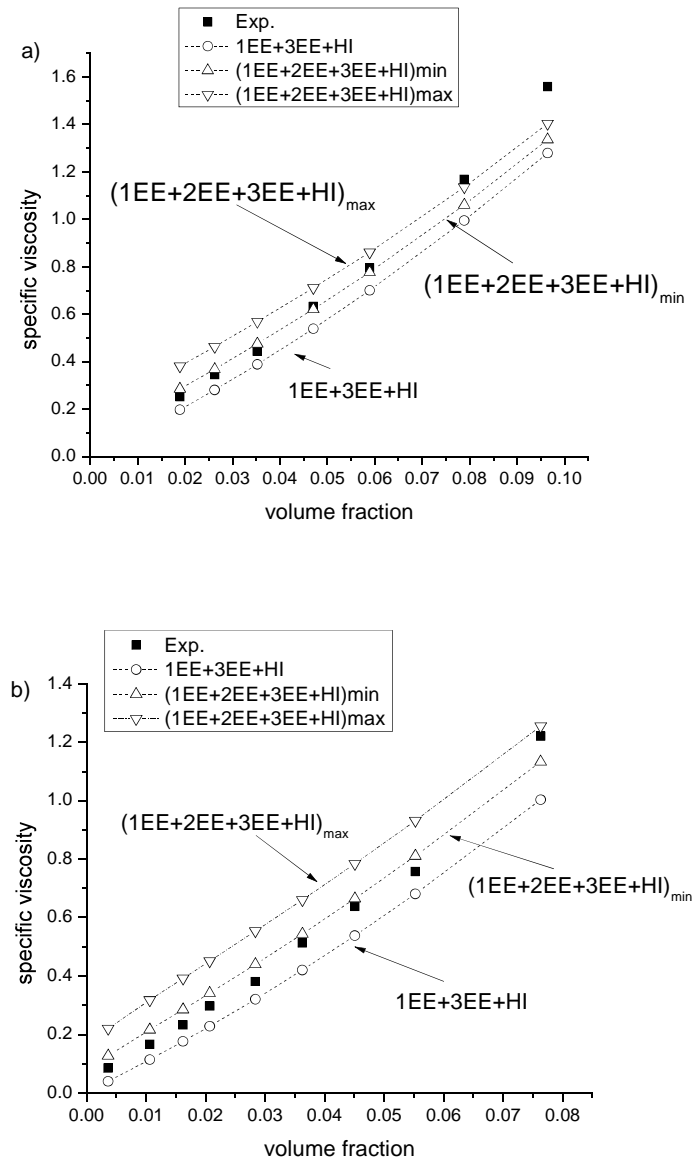 a)
Exp.
1EE+3EE+HI
(1EE+2EE+3EE+HI)min
(1EE+2EE+3EE+HI)max
1.6
1.4
1.2
1.0
0.8
0.6
0.4
0.2
0.0
specific viscosity
(1EE+2EE+3EE+HI)max
(1EE+2EE+3EE+HI)min
1EE+3EE+HI
0.00 0.01 0.02 0.03 0.04 0.05 0.06 0.07 0.08 0.09 0.10
volume fraction
b)
Exp.
1EE+3EE+HI
(1EE+2EE+3EE+HI)min
(1EE+2EE+3EE+HI)max
1.4
1.2
1.0
0.8
0.6
0.4
0.2
0.0
specific viscosity
(1EE+2EE+3EE+HI)max
(1EE+2EE+3EE+HI)min
1EE+3EE+HI
0.00 0.01 0.02 0.03 0.04 0.05 0.06 0.07 0.08
volume fraction